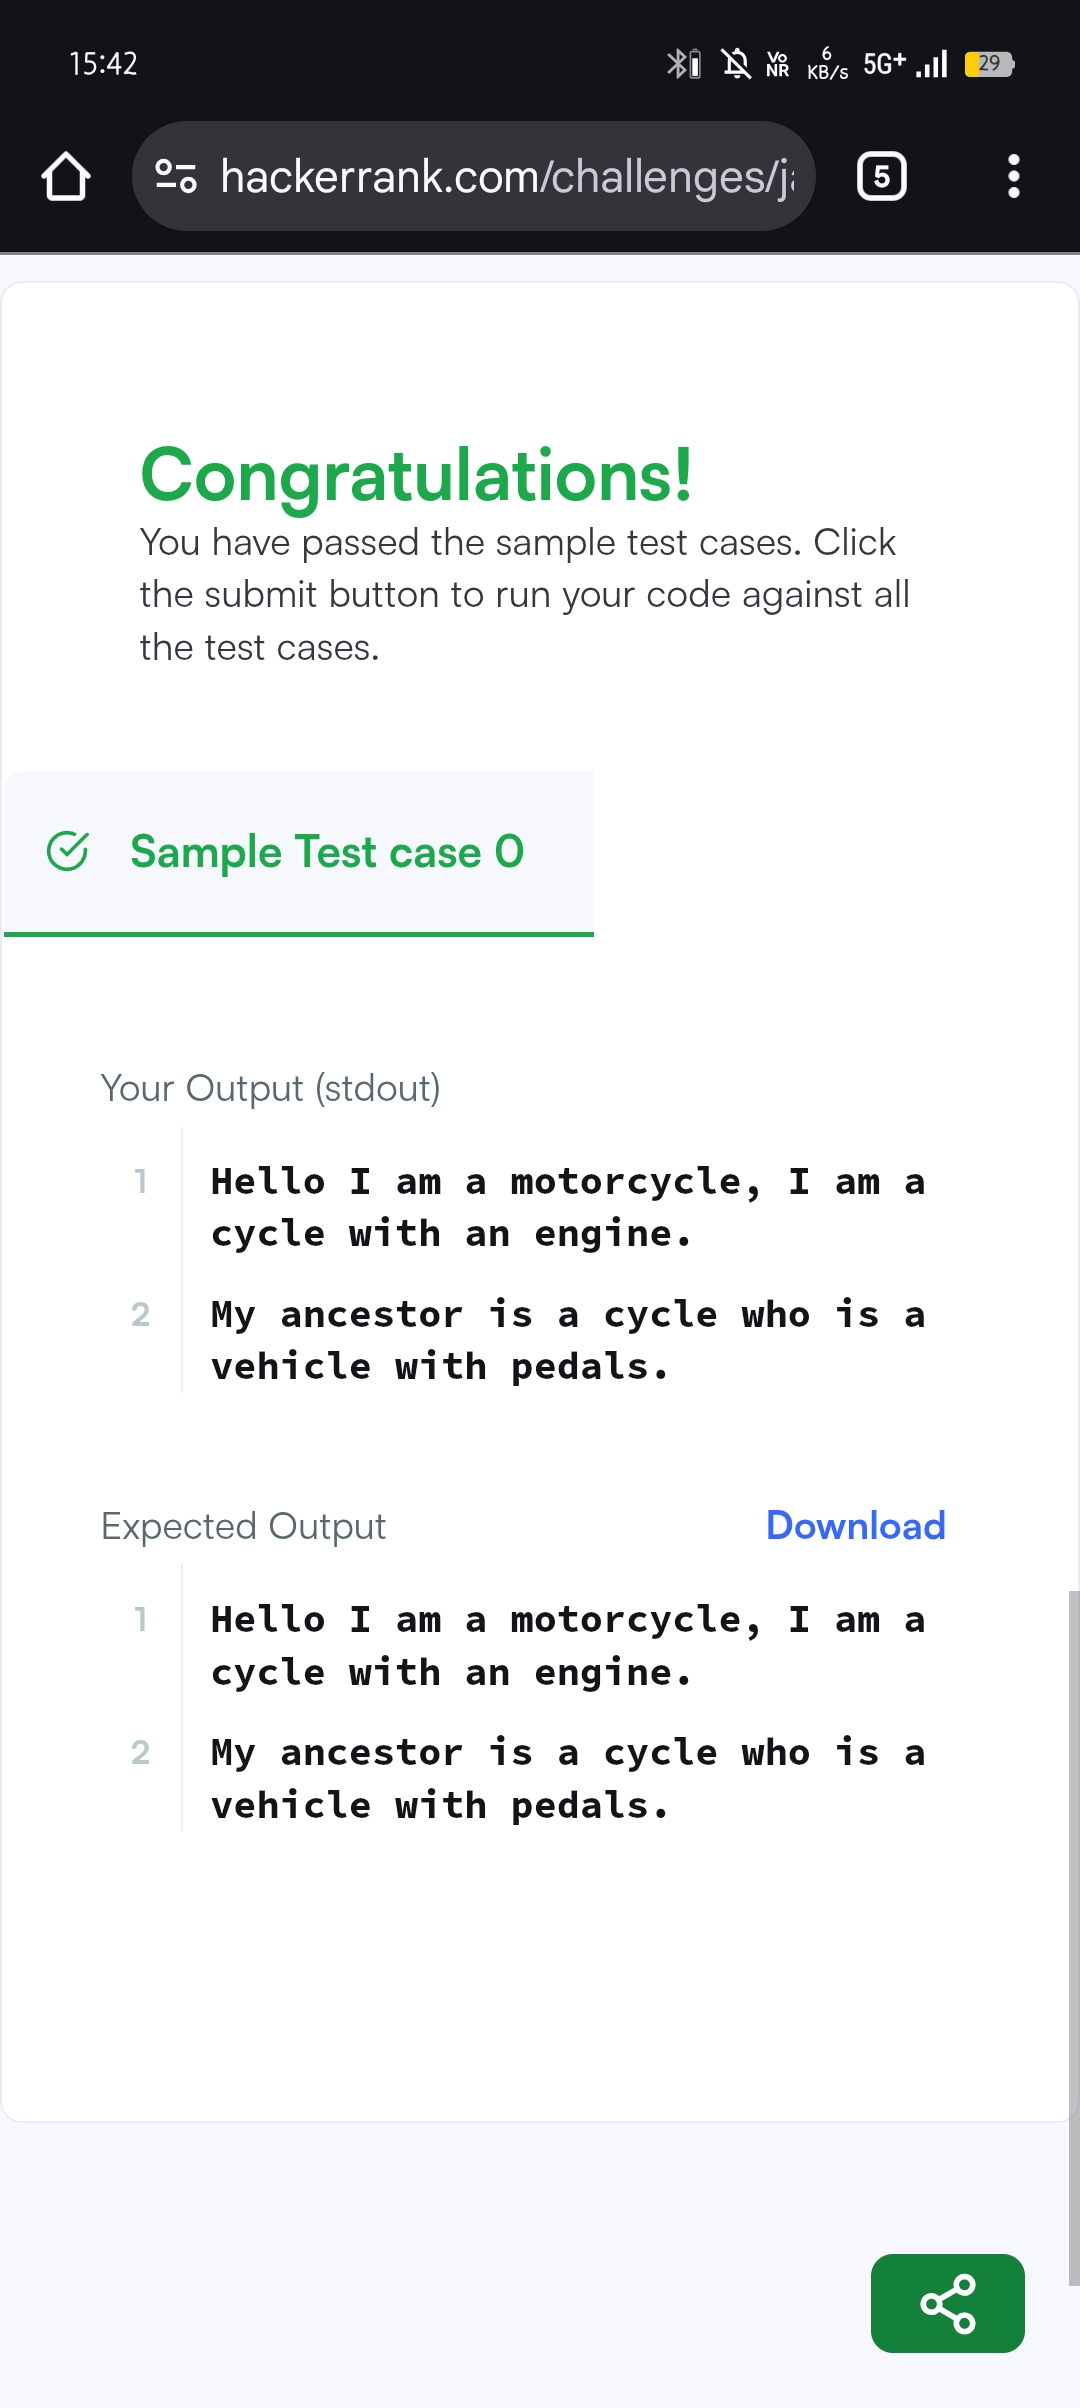 15:42
Vo NR
6 KB/s
5G+
29
hackerrank.com/challenges/j
5
Congratulations!
You have passed the sample test cases. Click
the submit button to run your code against all
the test cases.
Sample Test case 0
Your Output (stdout)
1 Hello I am a motorcycle, I am a
cycle with an engine.
2 My ancestor is a cycle who is a
vehicle with pedals.
Expected Output
Download
1 Hello I am a motorcycle, I am a
cycle with an engine.
2 My ancestor is a cycle who is a
vehicle with pedals.